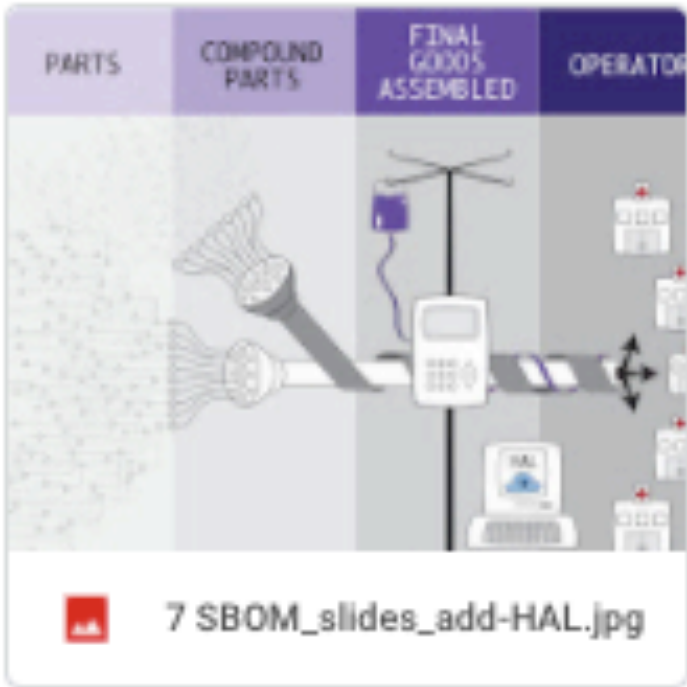 PARTS
COMPOUND
PARTS
FINAL
GOODS
ASSEMBLED
OPERATOR
HAL
7 SBOM_slides_add-HAL.jpg